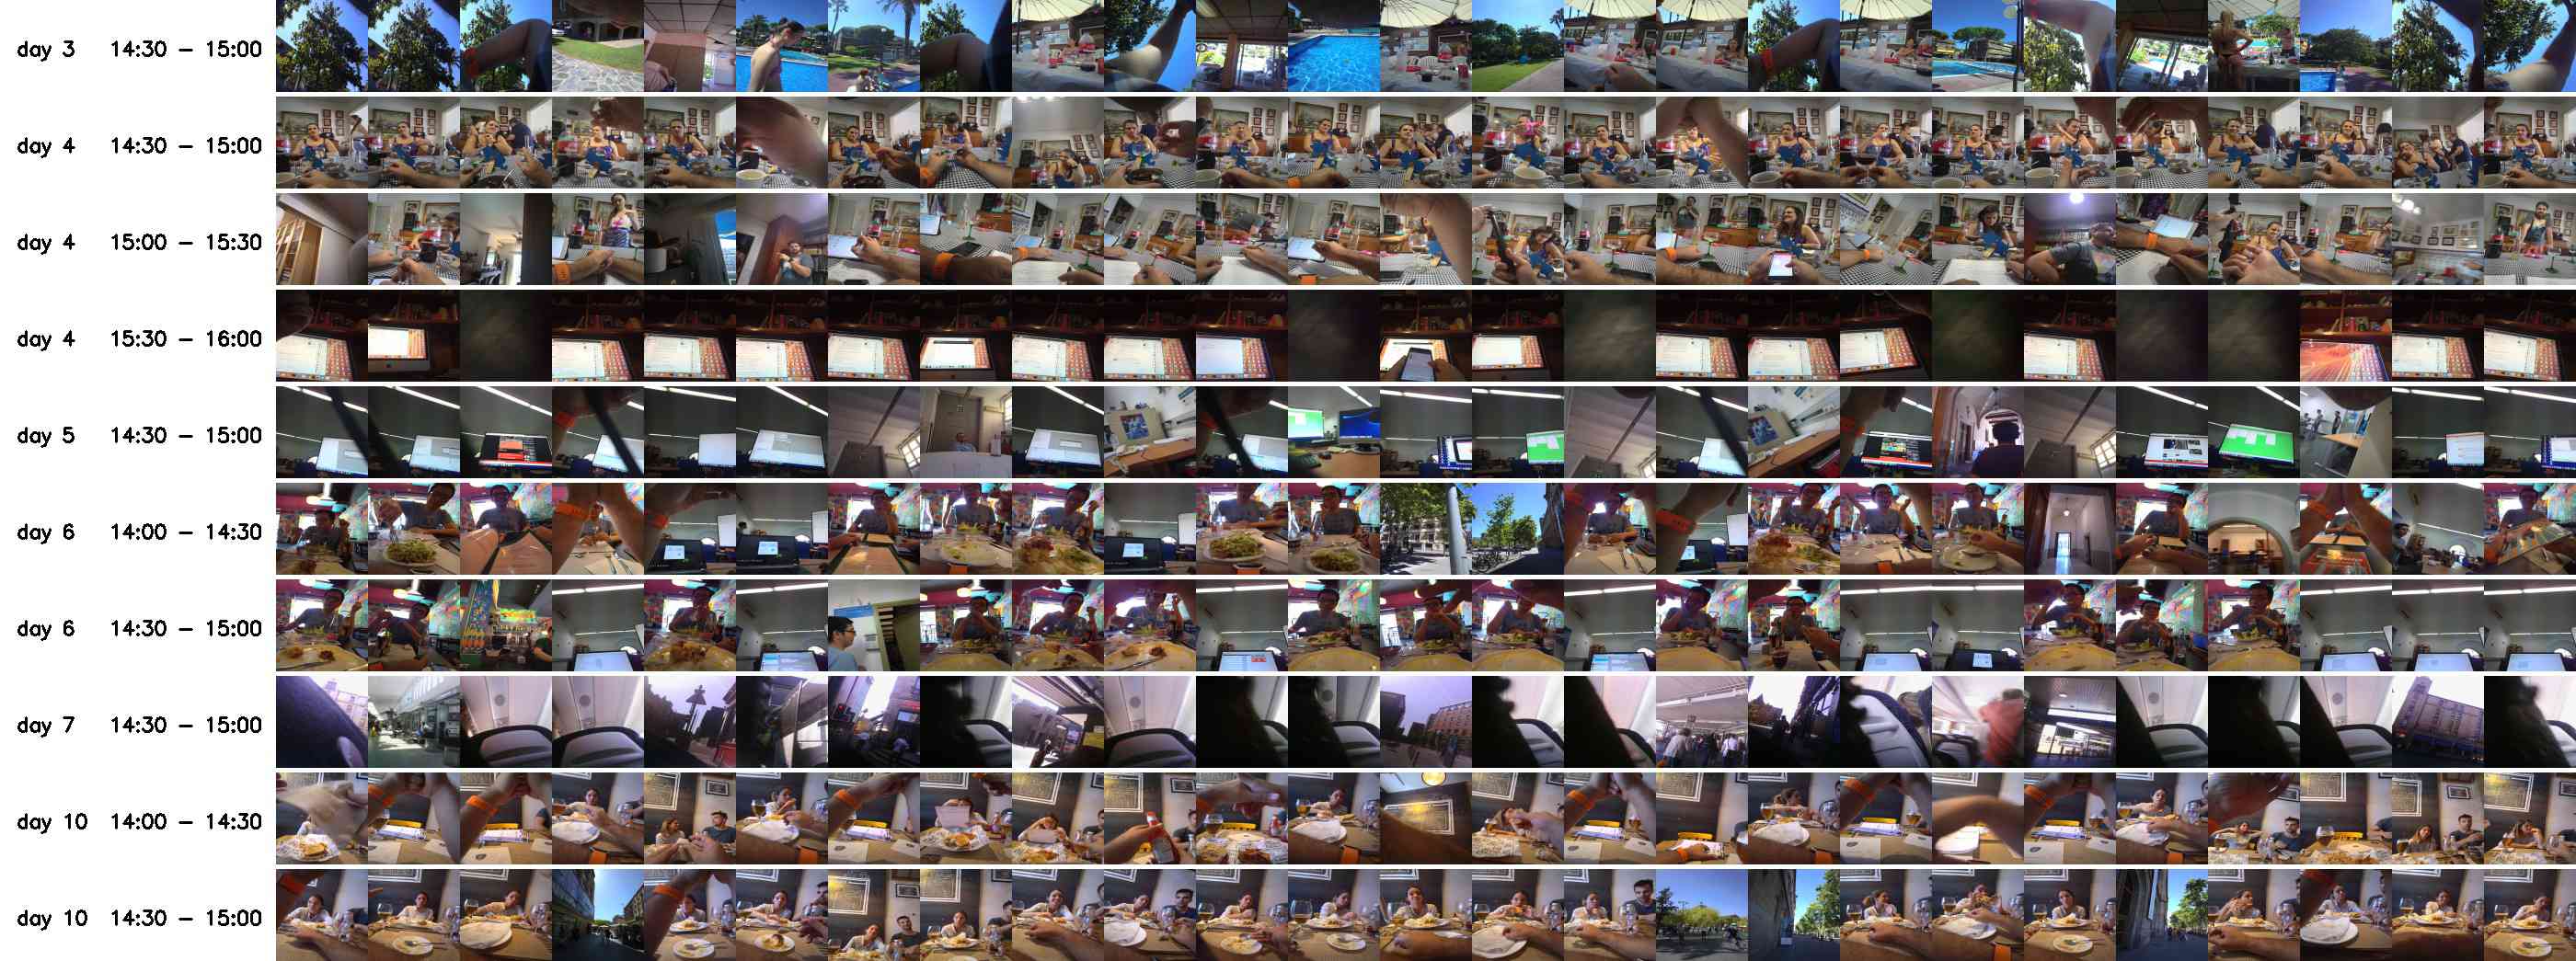 day 3 14:30 - 15:00
day 4 14:30 - 15:00
day 4 15:00 - 15:30
day 4 15:30 - 16:00
day 5 14:30 - 15:00
day 6 14:00 - 14:30
day 6 14:30 - 15:00
day 7 14:30 - 15:00
day 10 14:00 - 14:30
day 10 14:30 - 15:00